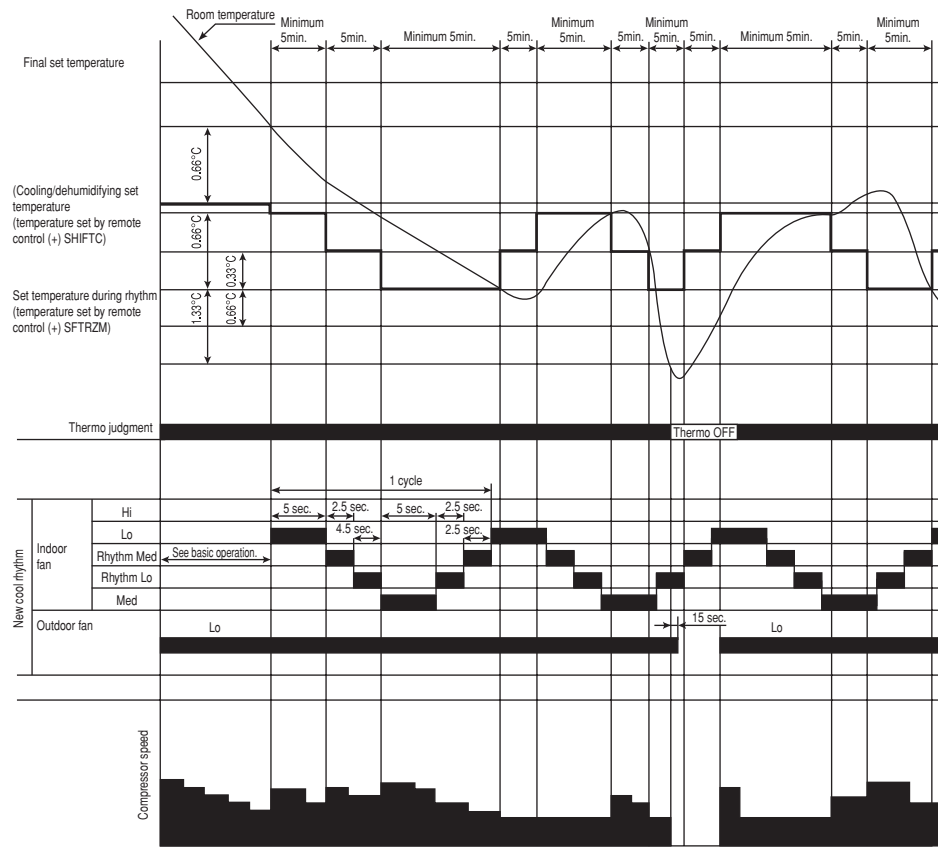 Room temperature
Minimum
5min.
5min.
Minimum 5min.
5min.
Minimum
5min.
5min.
Minimum
5min.
5min.
Minimum 5min.
5min.
Minimum
5min.
Final set temperature
0.66°C
(Cooling/dehumidifying set
temperature
(temperature set by remote
control (+) SHIFTC)
0.66°C
0.33°C
Set temperature during rhythm
(temperature set by remote
control (+) SFTRZM)
1.33°C
0.66°C
Thermo judgment
Thermo OFF
1 cycle
New cool rhythm
Indoor
fan
Hi
5 sec.
2.5 sec.
5 sec.
2.5 sec.
Lo
4.5 sec.
2.5 sec.
Rhythm Med
See basic operation.
Rhythm Lo
Med
Outdoor fan
Lo
15 sec.
Lo
Compressor speed